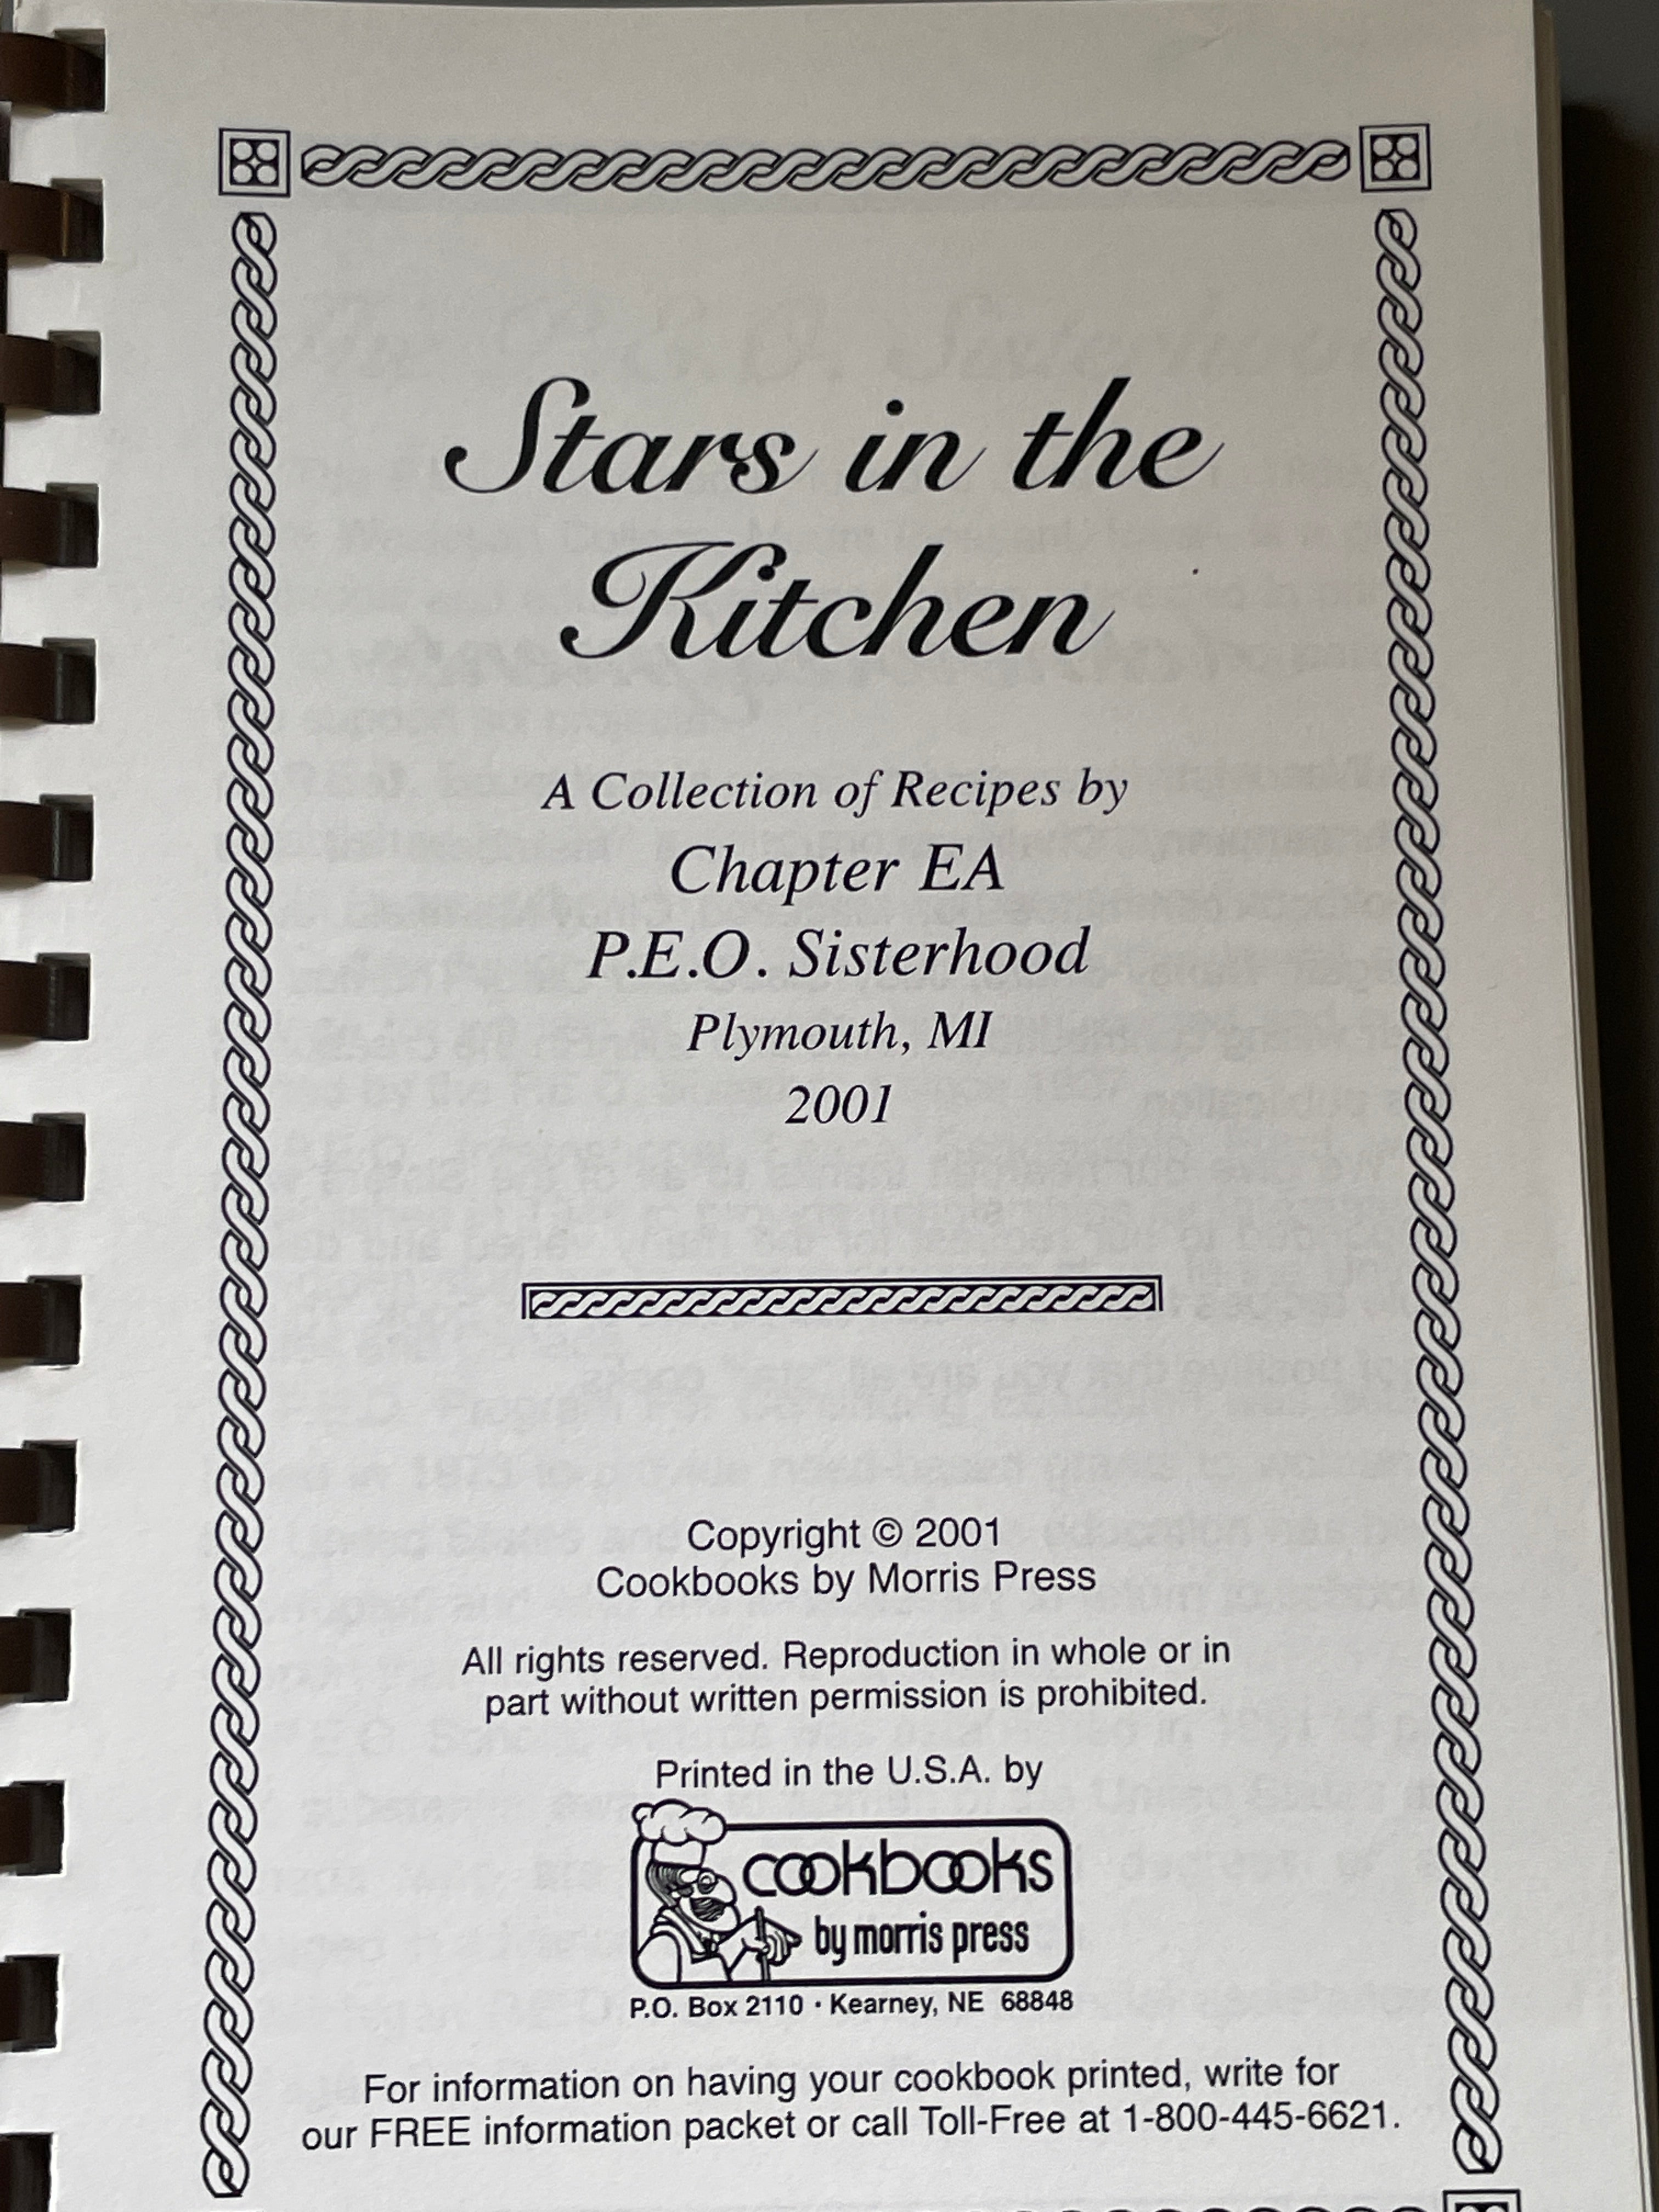 Stars in the
Kitchen
A Collection of Recipes by
Chapter EA
P.E.O. Sisterhood
Plymouth, MI
2001
Copyright © 2001
Cookbooks by Morris Press
All rights reserved. Reproduction in whole or in
part without written permission is prohibited.
Printed in the U.S.A. by
cookbooks
by morris press
P.O. Box 2110 · Kearney, NE 68848
For information on having your cookbook printed, write for
our FREE information packet or call Toll-Free at 1-800-445-6621.